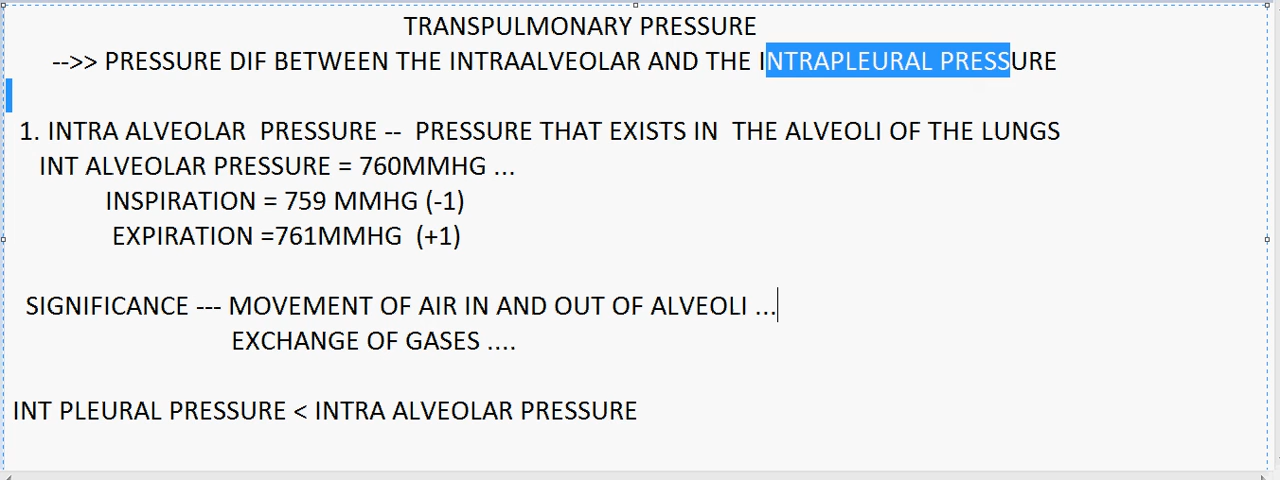 TRANSPULMONARY PRESSURE
-->> PRESSURE DIF BETWEEN THE INTRAALVEOLAR AND THE INTRAPLEURAL PRESSURE
1. INTRA ALVEOLAR  PRESSURE --  PRESSURE THAT EXISTS IN  THE ALVEOLI OF THE LUNGS
INT ALVEOLAR PRESSURE = 760MMHG ...
INSPIRATION = 759 MMHG (-1)
EXPIRATION =761MMHG  (+1)
SIGNIFICANCE --- MOVEMENT OF AIR IN AND OUT OF ALVEOLI ...
EXCHANGE OF GASES ....
INT PLEURAL PRESSURE < INTRA ALVEOLAR PRESSURE